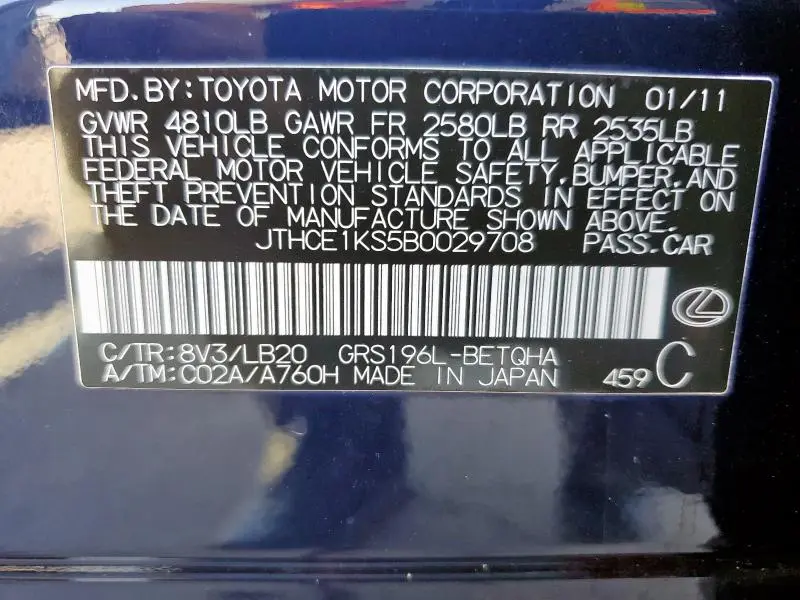 MFD. BY: TOYOTA MOTOR CORPORATION 01/11
GVWR 4810LB GAWR FR 2580LB RR 2535LB
THIS VEHICLE CONFORMS TO ALL APPLICABLE
FEDERAL MOTOR VEHICLE SAFETY, BUMPER, AND
THEFT PREVENTION STANDARDS IN EFFECT ON
THE DATE OF MANUFACTURE SHOWN ABOVE.
JTHCE1KS5B0029708 PASS.CAR
C/TR: 8V3/LB20 GRS196L-BETQHA
A/TM: C02A/A760H MADE IN JAPAN 459 C